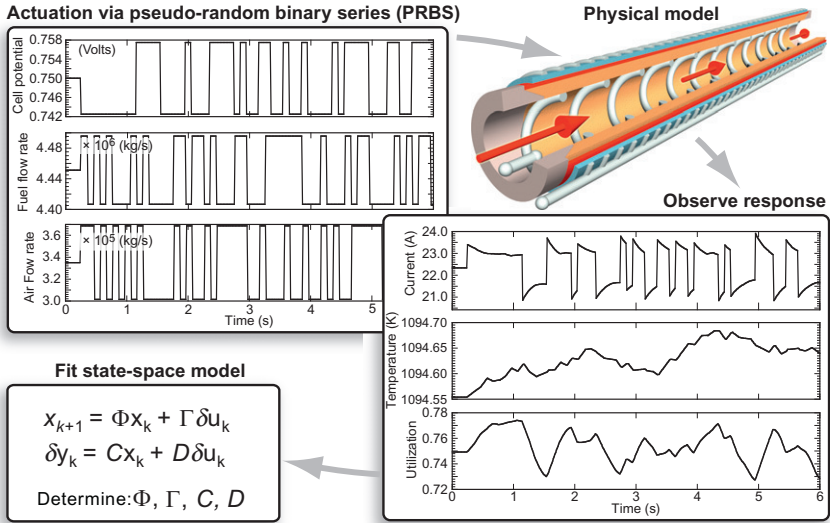 Actuation via pseudo-random binary series (PRBS)
Physical model
(Volts)
Cell potential
0.758
0.754
0.750
0.746
0.742
× 10⁶ (kg/s)
Fuel flow rate
4.48
4.44
4.40
× 10⁵ (kg/s)
Air Fow rate
3.6
3.4
3.2
3.0
0 1 2 3 4 5
Time (s)
Observe response
Current (A)
24.0
23.0
22.0
21.0
Temperature (K)
1094.70
1094.65
1094.60
1094.55
Utilization
0.78
0.76
0.74
0.72
0 1 2 3 4 5 6
Time (s)
Fit state-space model
xₖ₊₁ = Φxₖ + Γδuₖ
δyₖ = Cxₖ + Dδuₖ
Determine:Φ, Γ, C, D